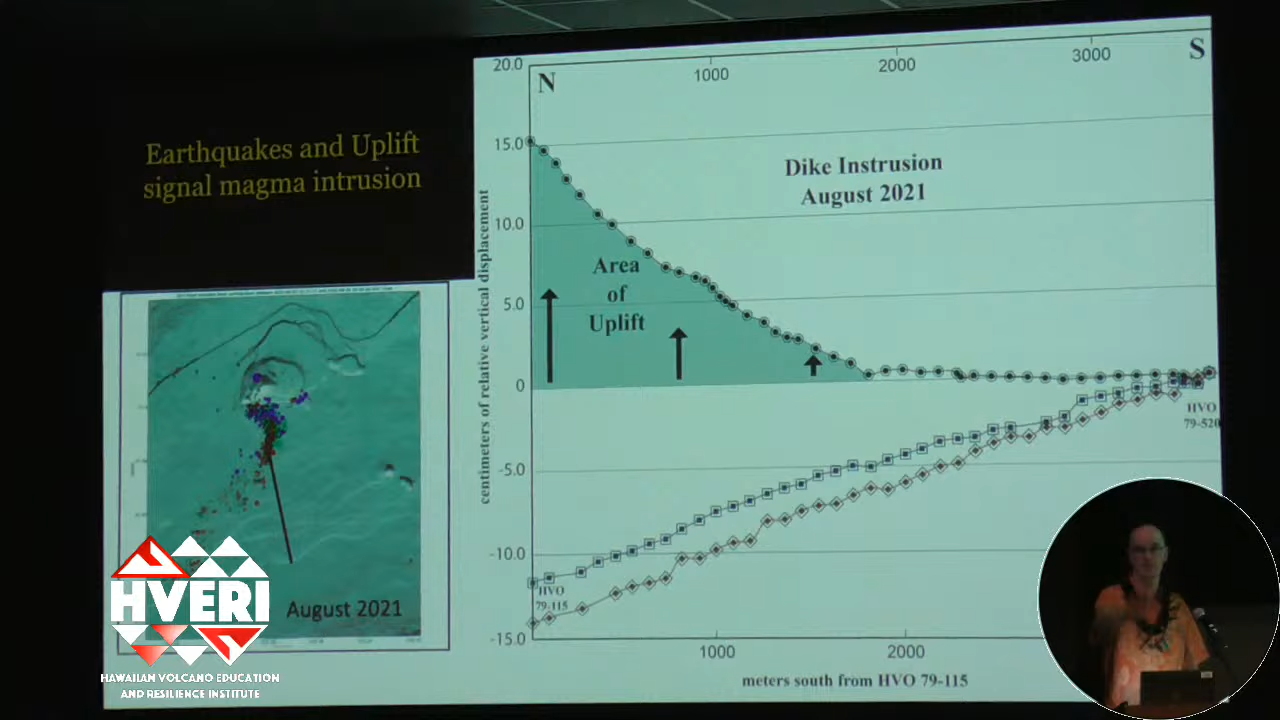 Earthquakes and Uplift
signal magma intrusion
August 2021
HVERI
HAWAIIAN VOLCANO EDUCATION
AND RESILIENCE INSTITUTE
1000
2000
3000
N
S
20.0
15.0
10.0
5.0
0
-5.0
-10.0
-15.0
centimeters of relative vertical displacement
Dike Instrusion
August 2021
Area
of
Uplift
HVO
79-115
HVO
79-520
1000
2000
meters south from HVO 79-115